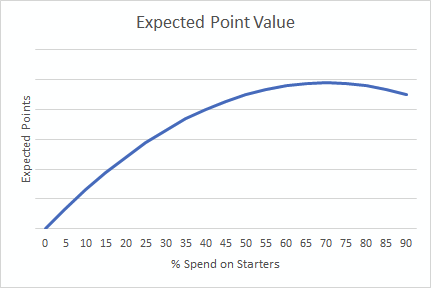 Expected Point Value
Expected Points
0 5 10 15 20 25 30 35 40 45 50 55 60 65 70 75 80 85 90
% Spend on Starters